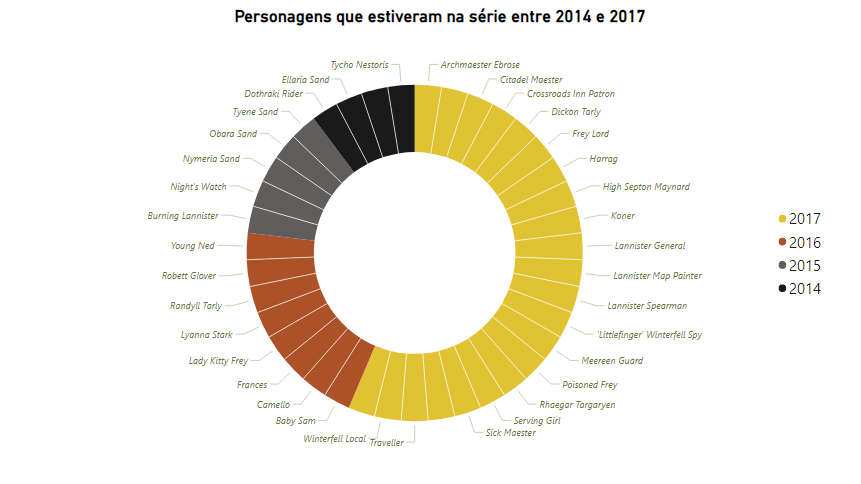 Personagens que estiveram na série entre 2014 e 2017
Tycho Nestoris
Archmaester Ebrose
Ellaria Sand
Citadel Maester
Dothraki Rider
Crossroads Inn Patron
Tyene Sand
Dickon Tarly
Obara Sand
Frey Lord
Nymeria Sand
Harrag
Night's Watch
High Septon Maynard
Burning Lannister
Koner
2017
Young Ned
Lannister General
2016
Robett Glover
Lannister Map Painter
2015
2014
Randyll Tarly
Lannister Spearman
Lyanna Stark
'Littlefinger' Winterfell Spy
Lady Kitty Frey
Meereen Guard
Frances
Poisoned Frey
Camello
Rhaegar Targaryen
Baby Sam
Serving Girl
Winterfell Local
Traveller
Sick Maester